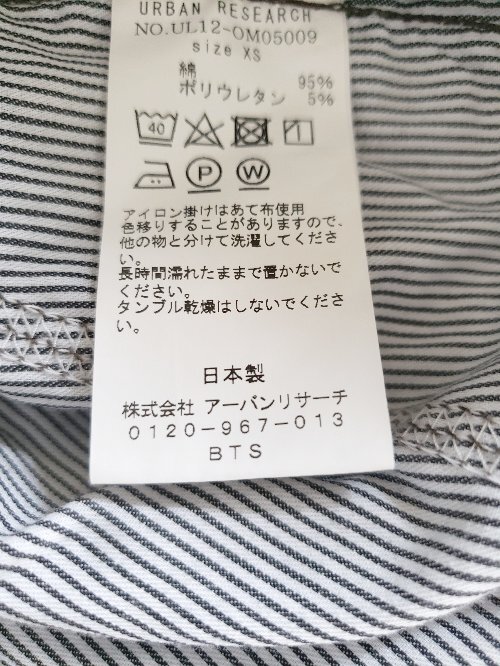 URBAN RESEARCH
NO.UL12-OM05009
size XS
綿 95%
ポリウレタン 5%
40
P W
アイロン掛けはあて布使用
色移りすることがありますので、
他の物と分けて洗濯してくださ
い。
長時間濡れたままで置かないで
ください。
タンブル乾燥はしないでくださ
い。
日本製
株式会社 アーバンリサーチ
0120-967-013
BTS